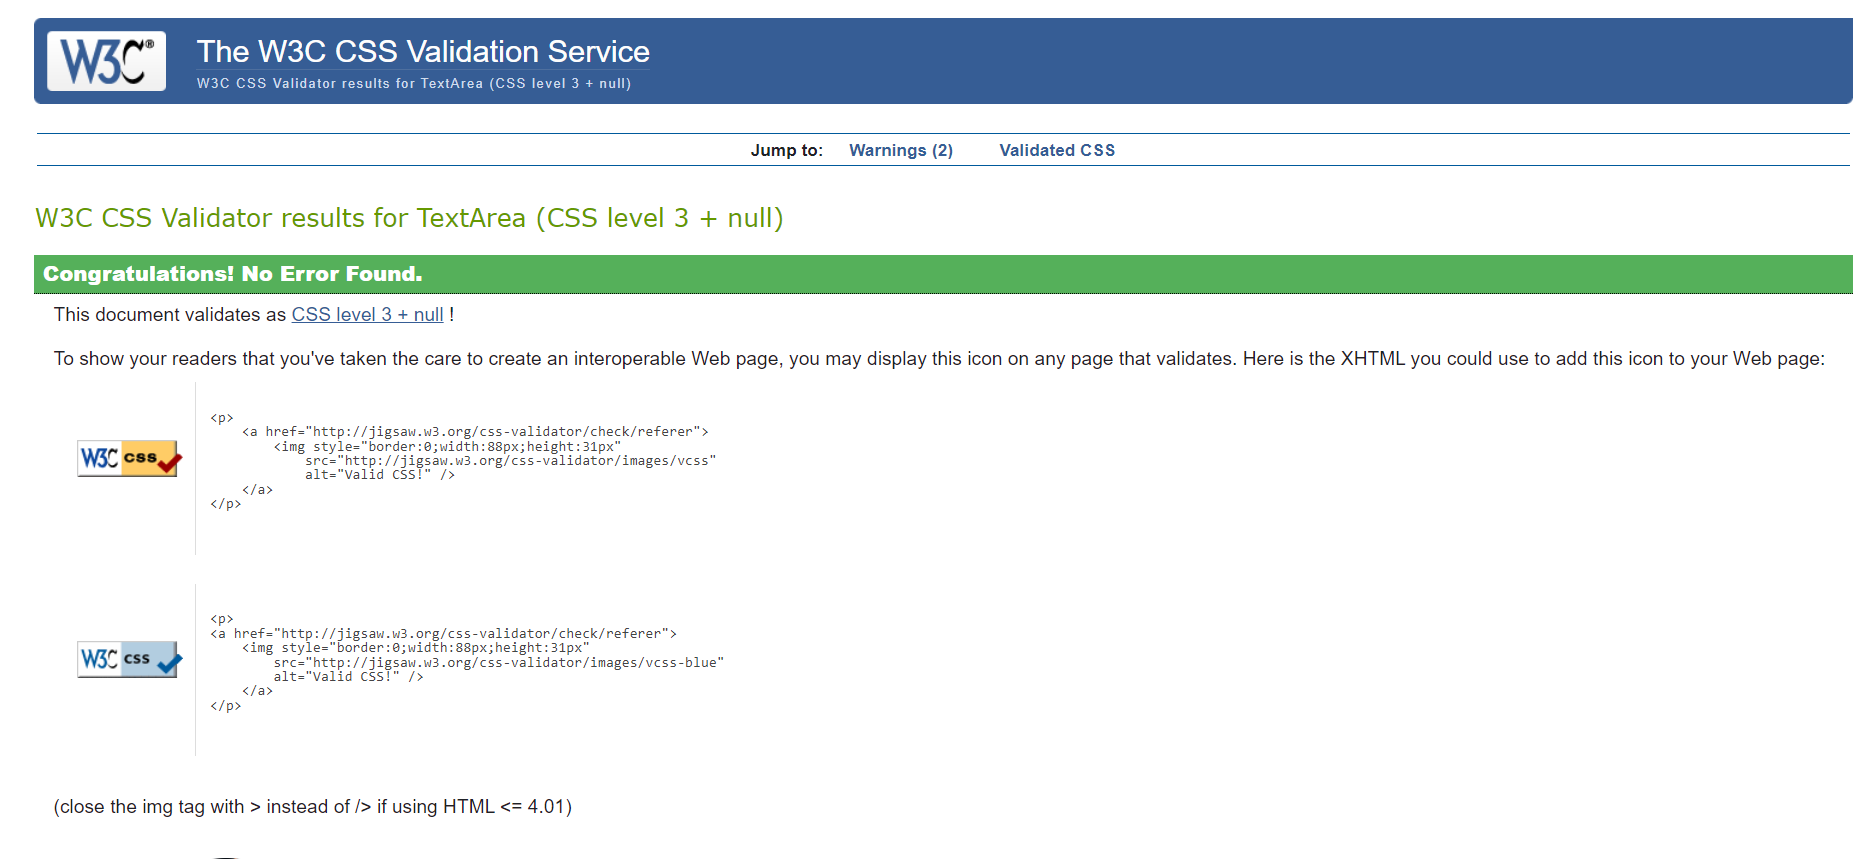 W3C®
The W3C CSS Validation Service
W3C CSS Validator results for TextArea (CSS level 3 + null)
Jump to: Warnings (2) Validated CSS
W3C CSS Validator results for TextArea (CSS level 3 + null)
Congratulations! No Error Found.
This document validates as CSS level 3 + null !
To show your readers that you've taken the care to create an interoperable Web page, you may display this icon on any page that validates. Here is the XHTML you could use to add this icon to your Web page:
W3C css
<p>
<a href="http://jigsaw.w3.org/css-validator/check/referer">
<img style="border:0;width:88px;height:31px"
src="http://jigsaw.w3.org/css-validator/images/vcss"
alt="Valid CSS!" />
</a>
</p>
W3C css
<p>
<a href="http://jigsaw.w3.org/css-validator/check/referer">
<img style="border:0;width:88px;height:31px"
src="http://jigsaw.w3.org/css-validator/images/vcss-blue"
alt="Valid CSS!" />
</a>
</p>
(close the img tag with > instead of /> if using HTML <= 4.01)